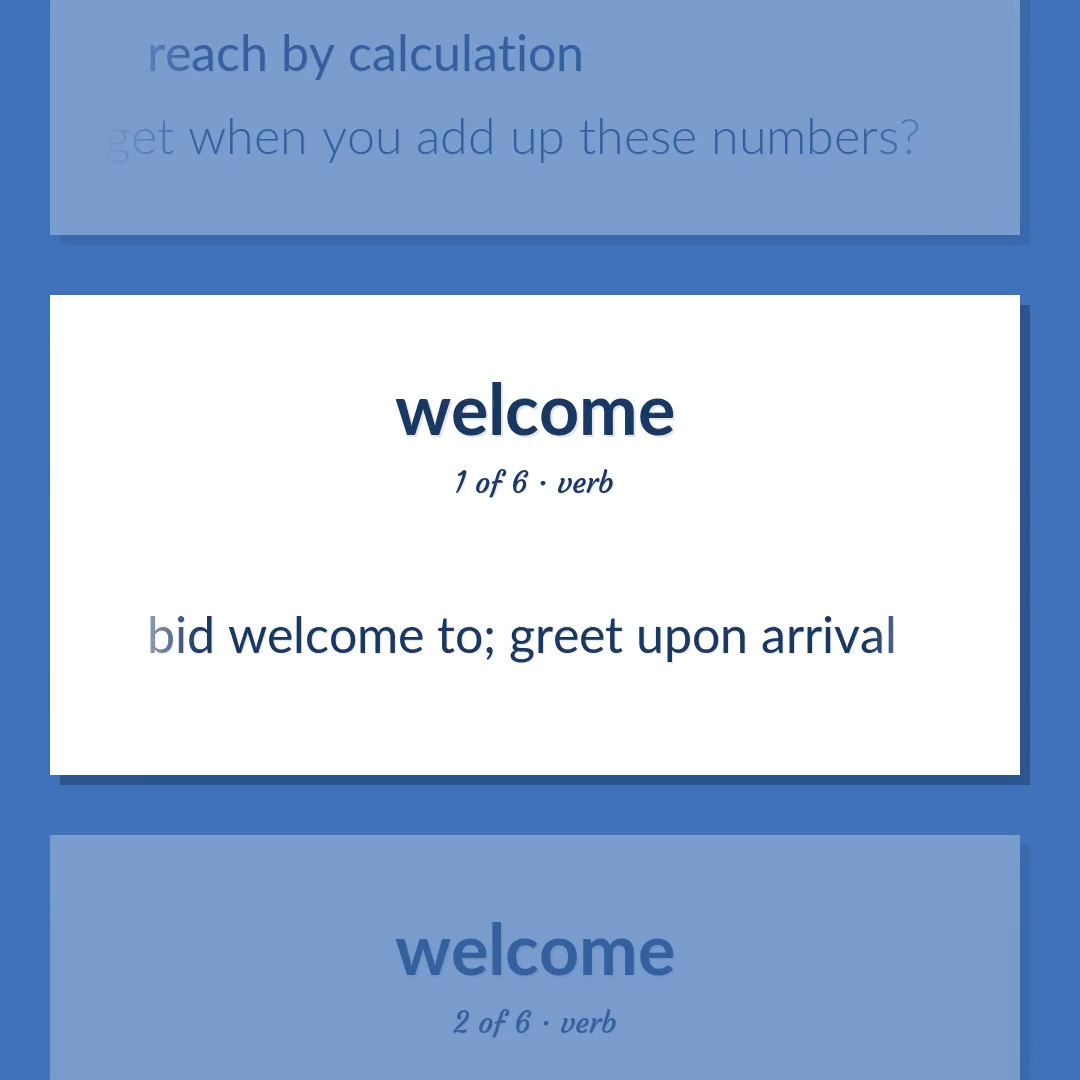 reach by calculation
get when you add up these numbers?
welcome
1 of 6 · verb
bid welcome to; greet upon arrival
welcome
2 of 6 · verb